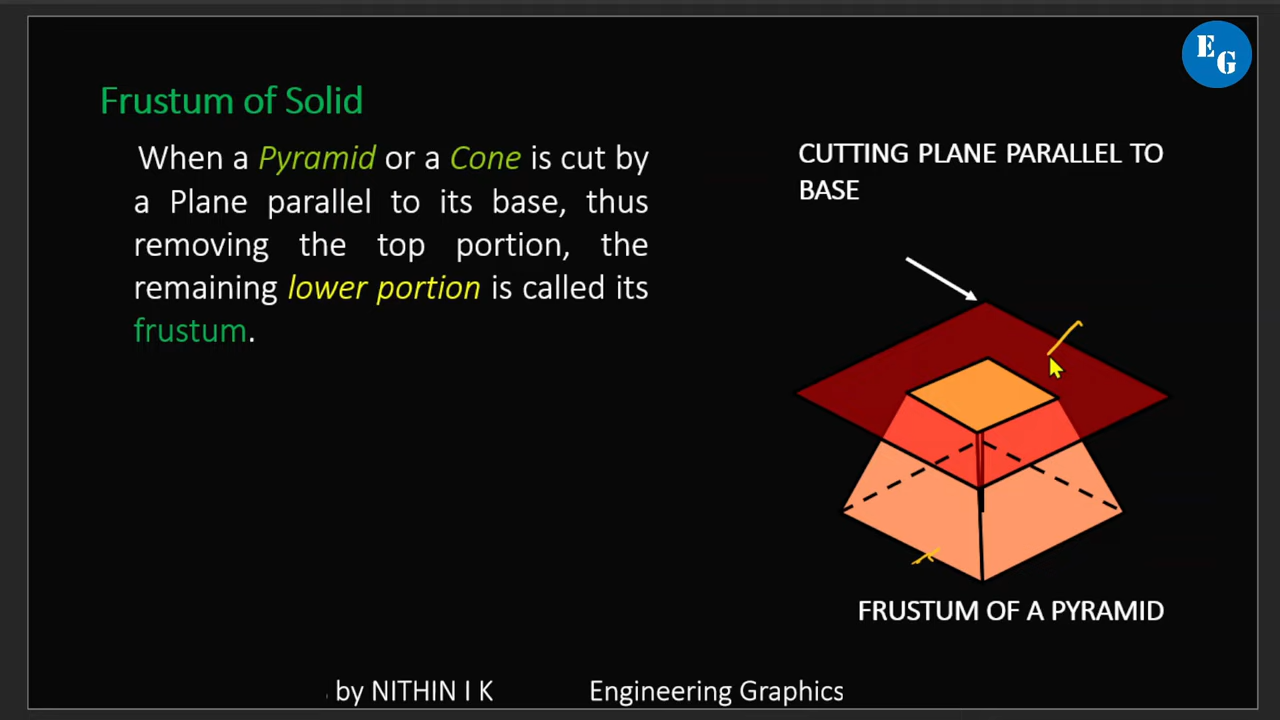 E
G
Frustum of Solid
When a Pyramid or a Cone is cut by
a Plane parallel to its base, thus
removing the top portion, the
remaining lower portion is called its
frustum.
CUTTING PLANE PARALLEL TO
BASE
FRUSTUM OF A PYRAMID
by NITHIN I K Engineering Graphics